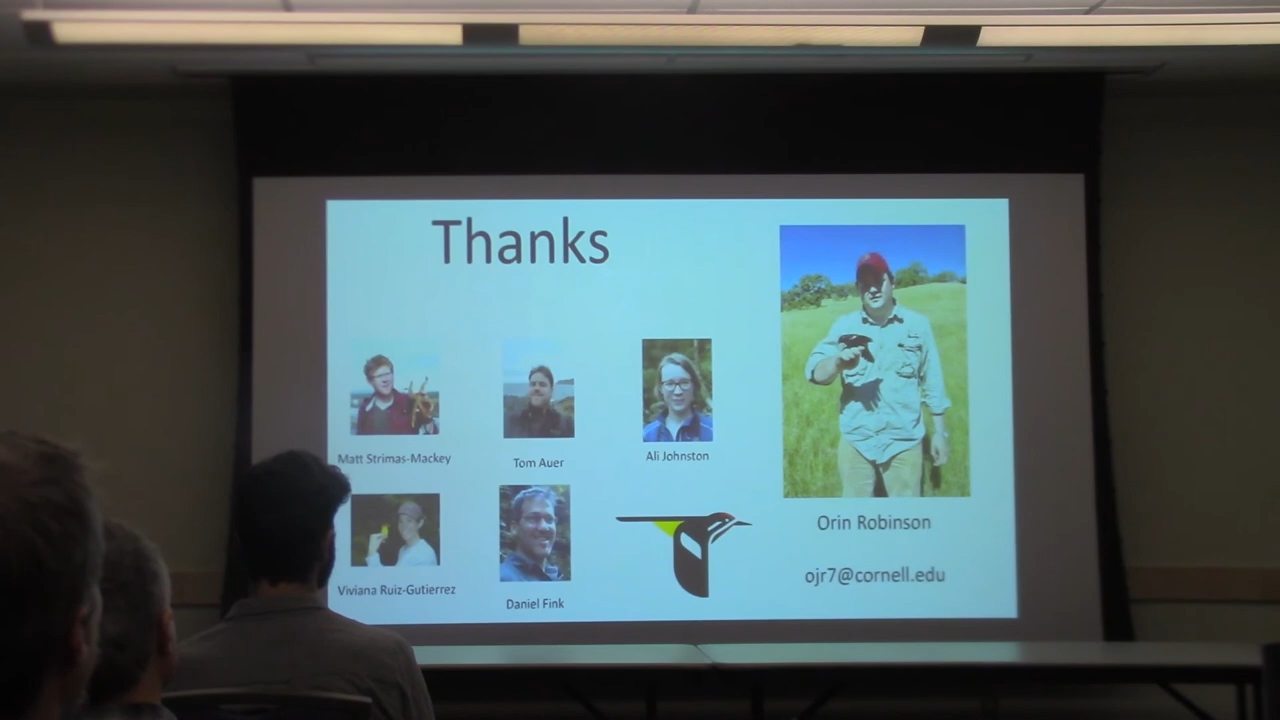 Thanks
Matt Strimas-Mackey
Tom Auer
Ali Johnston
Viviana Ruiz-Gutierrez
Daniel Fink
Orin Robinson
ojr7@cornell.edu